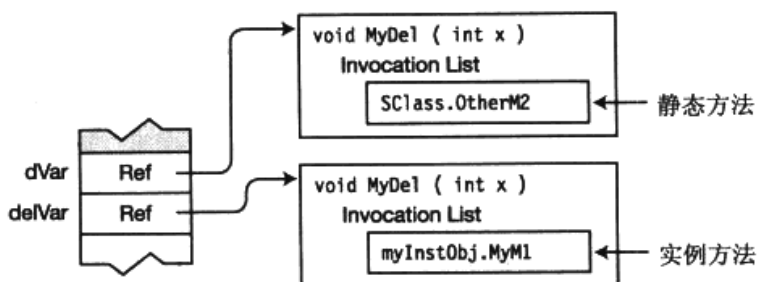 void MyDel ( int x )
Invocation List
SClass.OtherM2
静态方法
dVar
Ref
delVar
Ref
void MyDel ( int x )
Invocation List
myInstObj.MyM1
实例方法